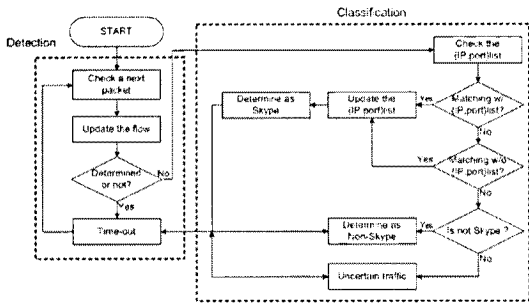 Classification
START
Detection
Check the
{IP,port}list
Check a next
packet
Matching w/
{IP,port}list?
Yes
Update the
{IP,port}list
Determine as
Skype
No
Update the flow
Matching w/o
{IP,port}list?
Yes
Determined
or not?
No
Yes
No
Time-out
Is not Skype ?
Yes
Determine as
Non-Skype
No
Uncertain traffic